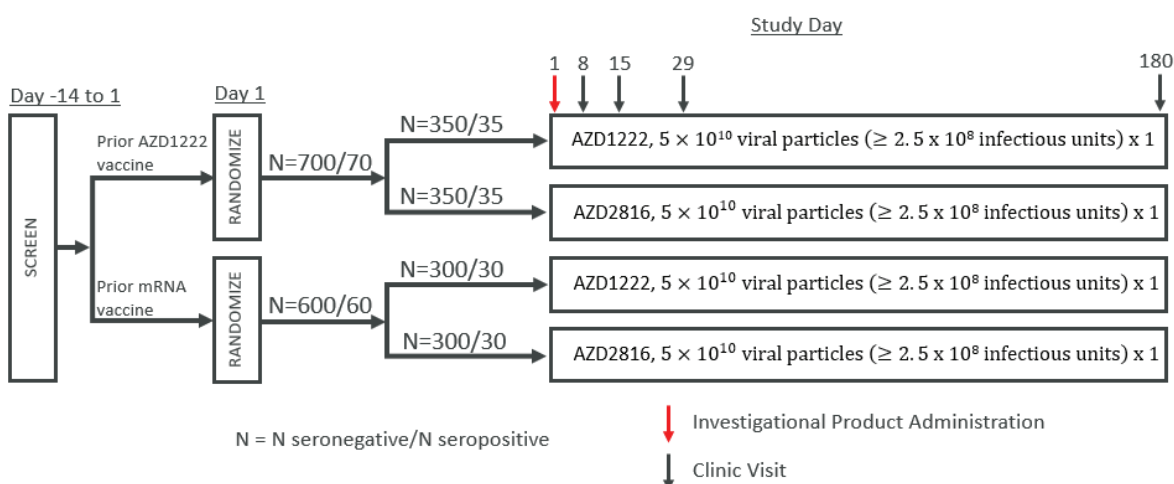 Study Day
1 8 15 29 180
Day -14 to 1
Day 1
SCREEN
Prior AZD1222
vaccine
RANDOMIZE
N=700/70
N=350/35
AZD1222, 5 × 10¹⁰ viral particles (≥ 2. 5 x 10⁸ infectious units) x 1
N=350/35
AZD2816, 5 × 10¹⁰ viral particles (≥ 2. 5 x 10⁸ infectious units) x 1
Prior mRNA
vaccine
RANDOMIZE
N=600/60
N=300/30
AZD1222, 5 × 10¹⁰ viral particles (≥ 2. 5 x 10⁸ infectious units) x 1
N=300/30
AZD2816, 5 × 10¹⁰ viral particles (≥ 2. 5 x 10⁸ infectious units) x 1
N = N seronegative/N seropositive
Investigational Product Administration
Clinic Visit